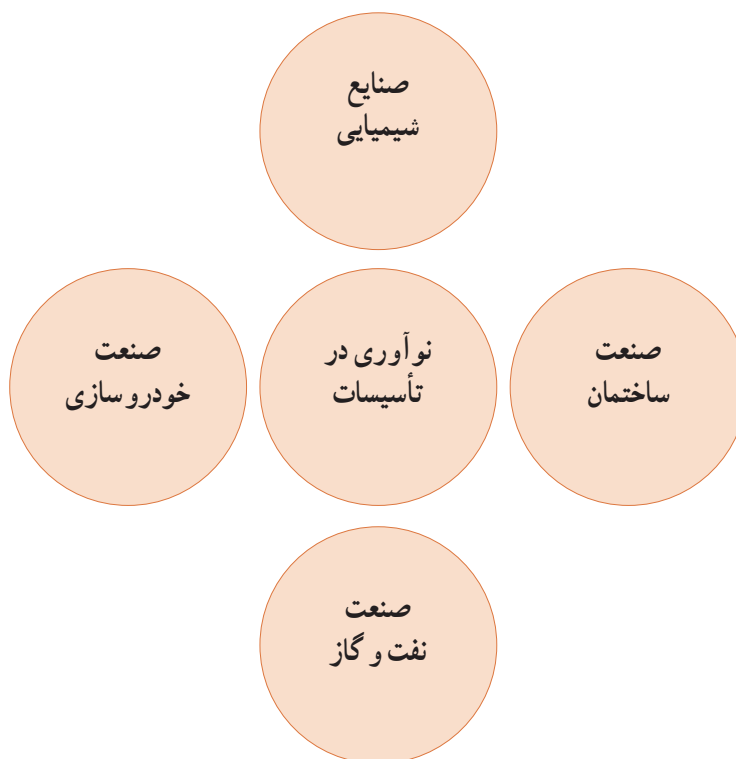 صنایع
شیمیایی
صنعت
ساختمان
نوآوری در
تأسیسات
صنعت
خودروسازی
صنعت
نفت و گاز